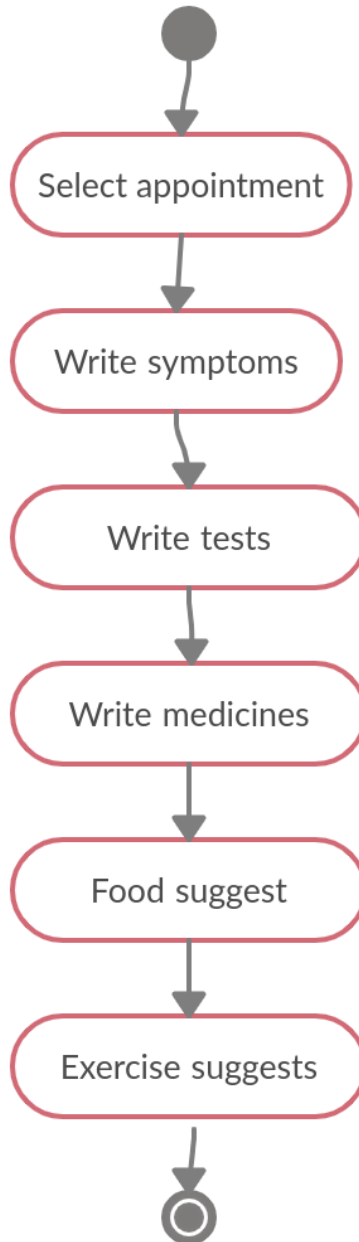 Select appointment
Write symptoms
Write tests
Write medicines
Food suggest
Exercise suggests